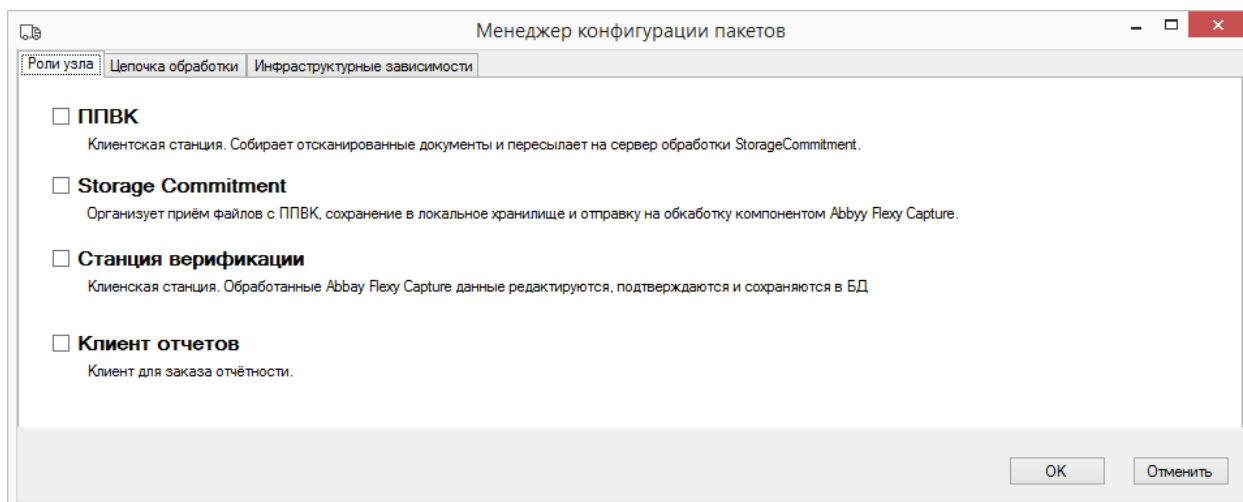 Менеджер конфигурации пакетов
Роли узла Цепочка обработки Инфраструктурные зависимости
ППВК
Клиентская станция. Собирает отсканированные документы и пересылает на сервер обработки StorageCommitment.
Storage Commitment
Организует приём файлов с ППВК, сохранение в локальное хранилище и отправку на обкаботку компонентом Abbyy Flexy Capture.
Станция верификации
Клиенская станция. Обработанные Abbay Flexy Capture данные редактируются, подтверждаются и сохраняются в БД
Клиент отчетов
Клиент для заказа отчётности.
OK Отменить